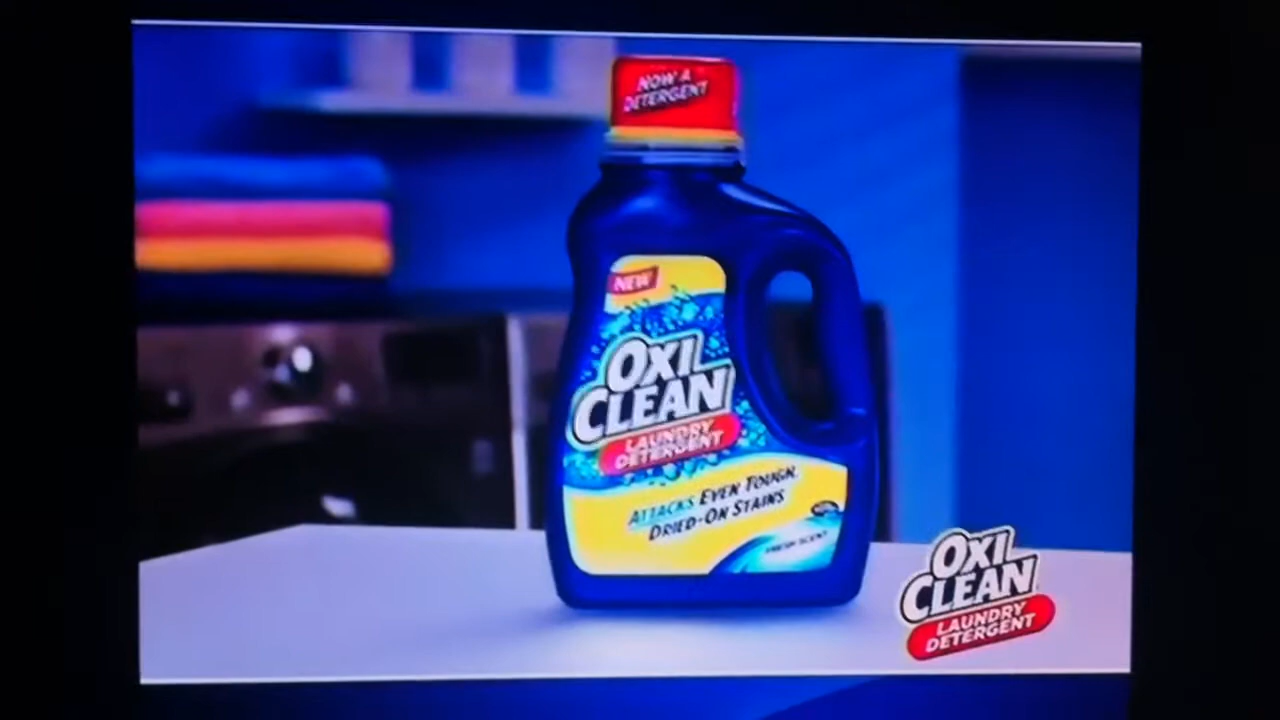 NOW A
DETERGENT
NEW
OXI
CLEAN
LAUNDRY
DETERGENT
ATTACKS EVEN TOUGH,
DRIED-ON STAINS
FRESH SCENT
OXI
CLEAN
LAUNDRY
DETERGENT